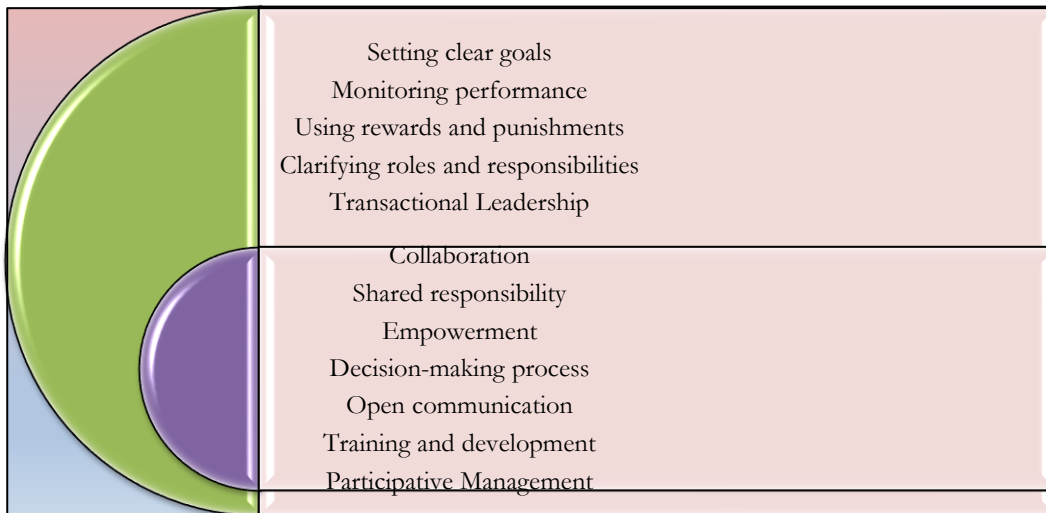 Setting clear goals
Monitoring performance
Using rewards and punishments
Clarifying roles and responsibilities
Transactional Leadership
Collaboration
Shared responsibility
Empowerment
Decision-making process
Open communication
Training and development
Participative Management